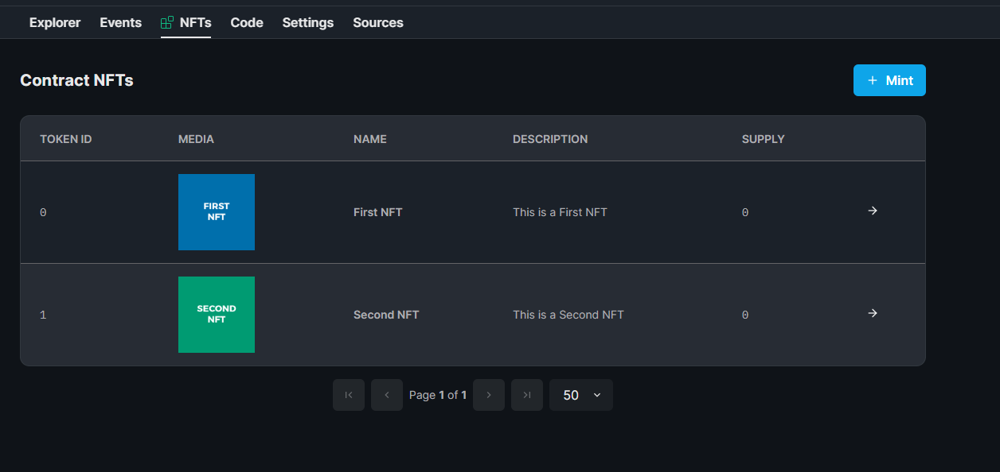 Explorer Events NFTs Code Settings Sources
Contract NFTs
+ Mint
TOKEN ID MEDIA NAME DESCRIPTION SUPPLY
0 FIRST NFT First NFT This is a First NFT 0
1 SECOND NFT Second NFT This is a Second NFT 0
Page 1 of 1 50